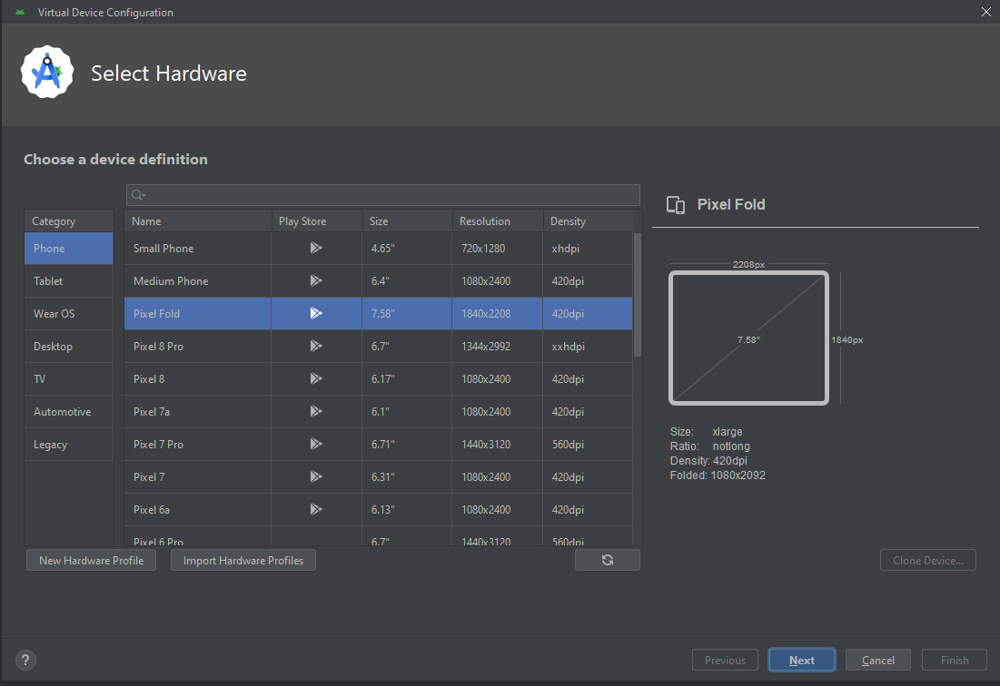 Virtual Device Configuration
Select Hardware
Choose a device definition
Category
Phone
Tablet
Wear OS
Desktop
TV
Automotive
Legacy
Name Play Store Size Resolution Density
Small Phone 4.65" 720x1280 xhdpi
Medium Phone 6.4" 1080x2400 420dpi
Pixel Fold 7.58" 1840x2208 420dpi
Pixel 8 Pro 6.7" 1344x2992 xxhdpi
Pixel 8 6.17" 1080x2400 420dpi
Pixel 7a 6.1" 1080x2400 420dpi
Pixel 7 Pro 6.71" 1440x3120 560dpi
Pixel 7 6.31" 1080x2400 420dpi
Pixel 6a 6.13" 1080x2400 420dpi
Pixel 6 Pro 6.7" 1440x3120 560dpi
Pixel Fold
2208px
7.58"
1840px
Size: xlarge
Ratio: notlong
Density: 420dpi
Folded: 1080x2092
New Hardware Profile
Import Hardware Profiles
Clone Device...
?
Previous
Next
Cancel
Finish